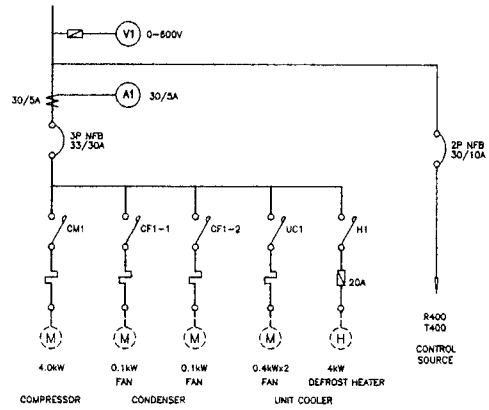 V1 0-600V
30/5A A1 30/5A
3P NFB
33/30A
2P NFB
30/10A
CM1 CF1-1 CF1-2 UC1 H1
20A
M M M M H
R400
T400
CONTROL
SOURCE
4.0kW 0.1kW 0.1kW 0.4kWx2 4kW
FAN FAN FAN DEFROST HEATER
COMPRESSOR CONDENSER UNIT COOLER